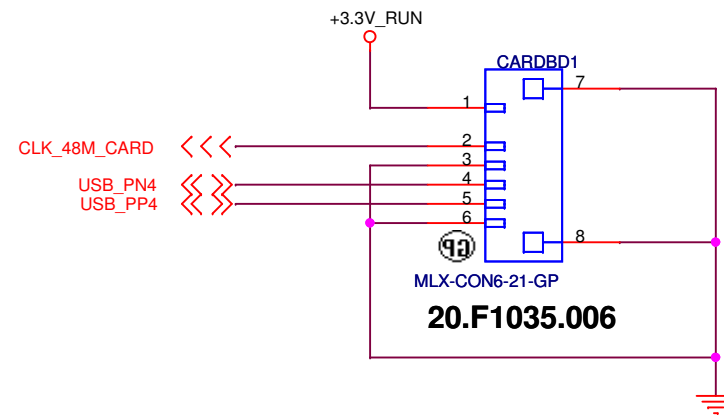 +3.3V_RUN
CARDBD1
7
1
CLK_48M_CARD
2
3
USB_PN4
4
USB_PP4
5
6
8
GP
MLX-CON6-21-GP
20.F1035.006